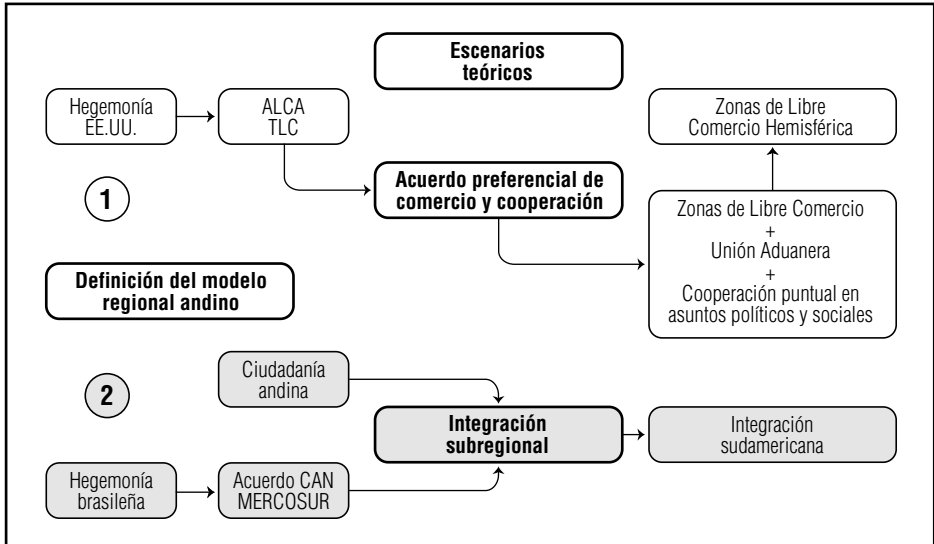 Escenarios
teóricos
Hegemonía
EE.UU.
ALCA
TLC
Zonas de Libre
Comercio Hemisférica
1
Acuerdo preferencial de
comercio y cooperación
Zonas de Libre Comercio
+
Unión Aduanera
+
Cooperación puntual en
asuntos políticos y sociales
Definición del modelo
regional andino
2
Ciudadanía
andina
Integración
subregional
Integración
sudamericana
Hegemonía
brasileña
Acuerdo CAN
MERCOSUR